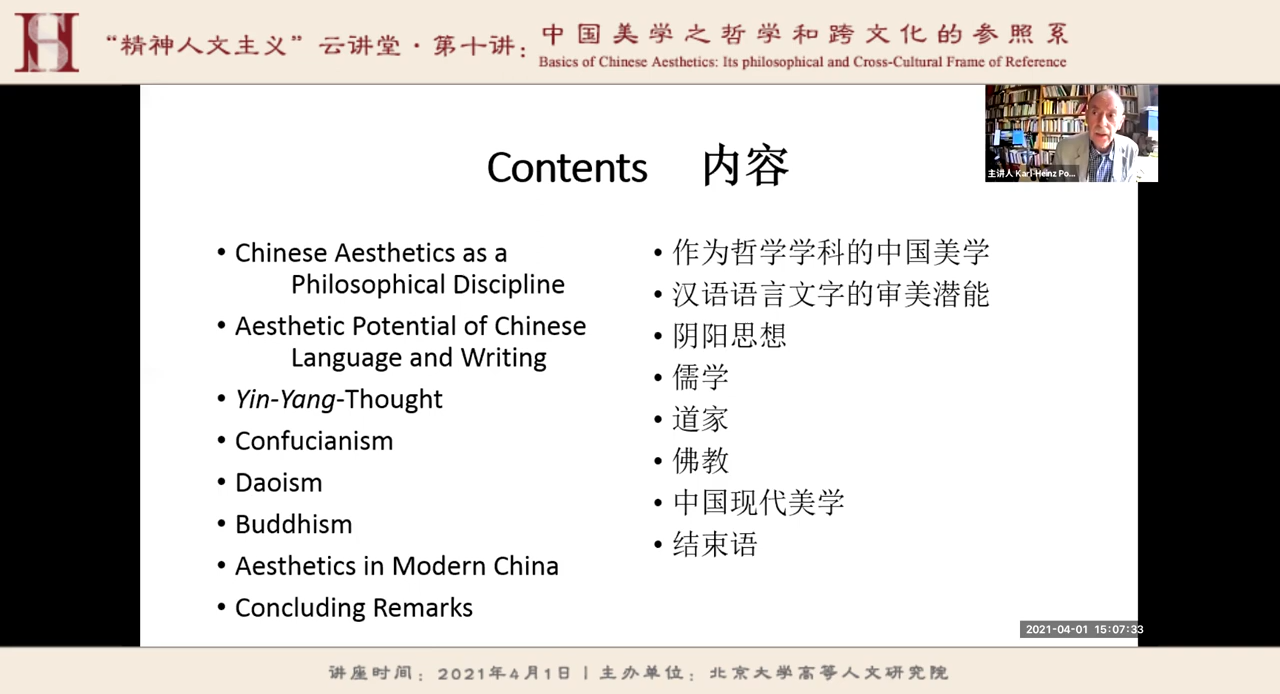 “精神人文主义”云讲堂·第十讲：
中国美学之哲学和跨文化的参照系
Basics of Chinese Aesthetics: Its philosophical and Cross-Cultural Frame of Reference
主讲人 Karl-Heinz Po...
Contents 内容
• Chinese Aesthetics as a
Philosophical Discipline
• Aesthetic Potential of Chinese
Language and Writing
• Yin-Yang-Thought
• Confucianism
• Daoism
• Buddhism
• Aesthetics in Modern China
• Concluding Remarks
• 作为哲学学科的中国美学
• 汉语语言文字的审美潜能
• 阴阳思想
• 儒学
• 道家
• 佛教
• 中国现代美学
• 结束语
2021-04-01 15:07:33
讲座时间：2021年4月1日 | 主办单位：北京大学高等人文研究院